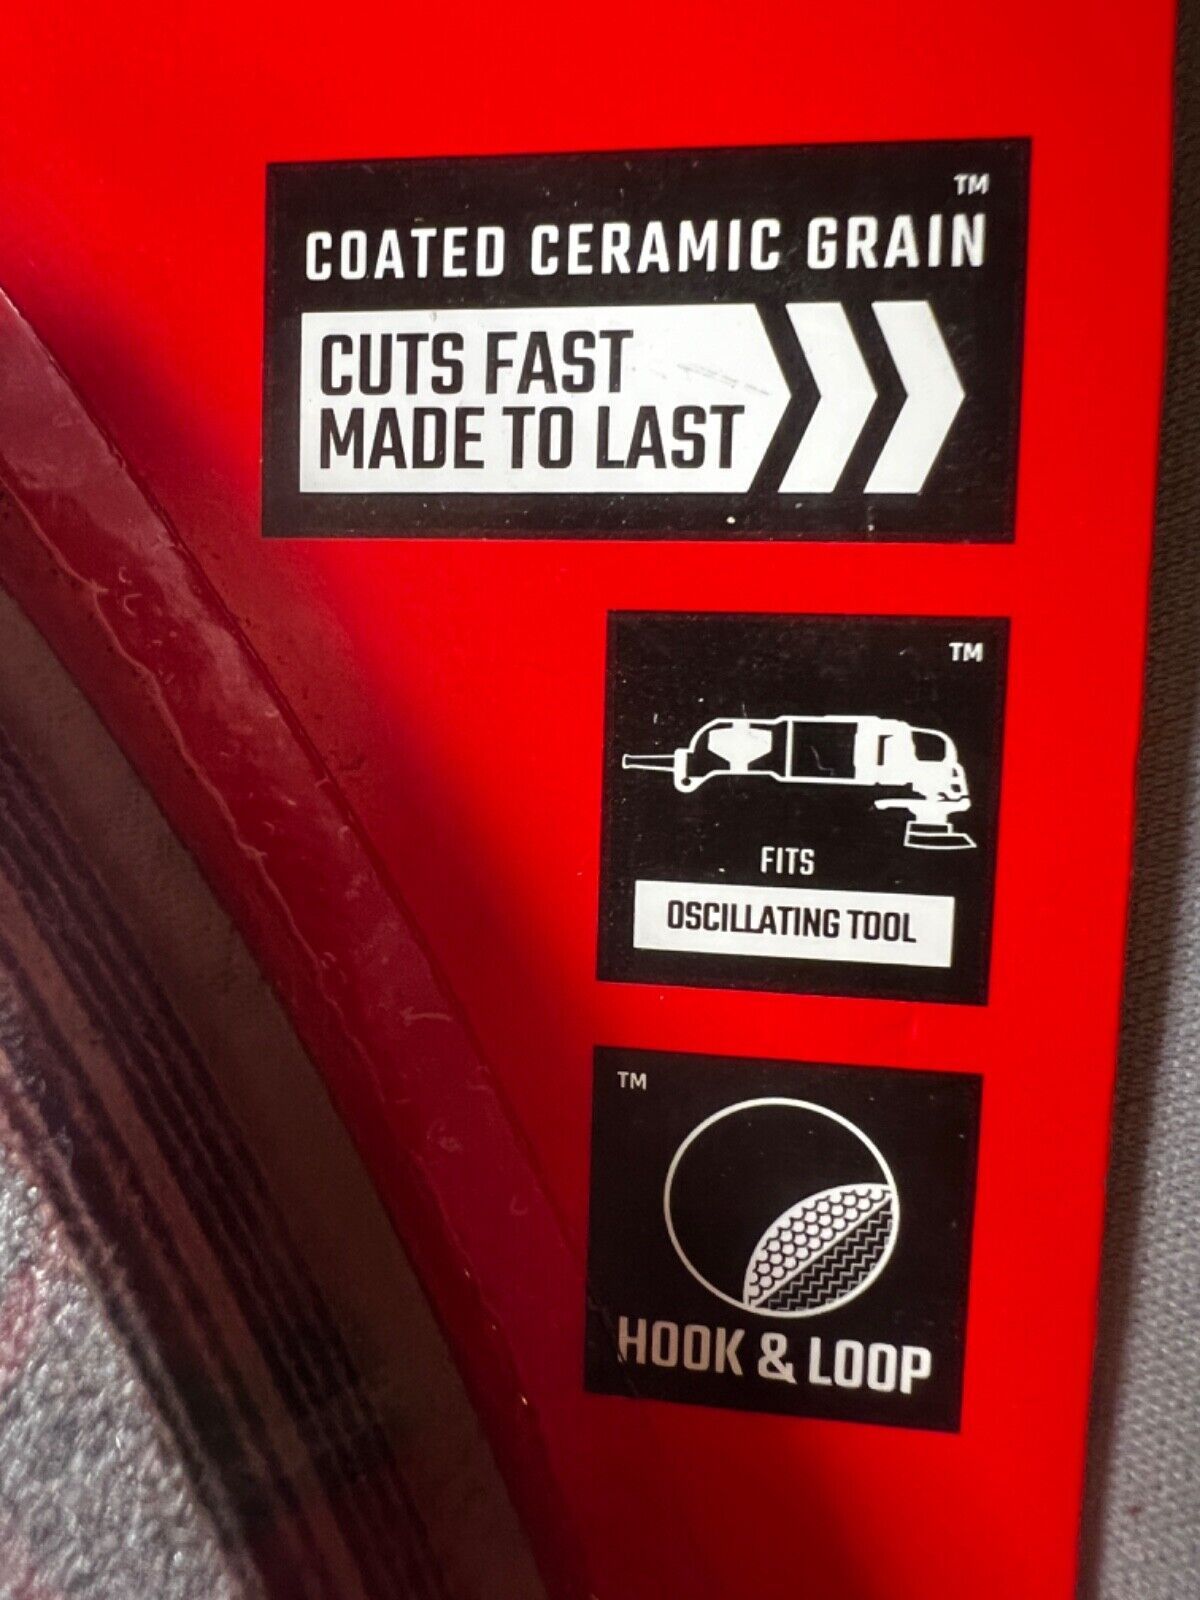 ™
COATED CERAMIC GRAIN
CUTS FAST
MADE TO LAST
™
FITS
OSCILLATING TOOL
™
HOOK & LOOP